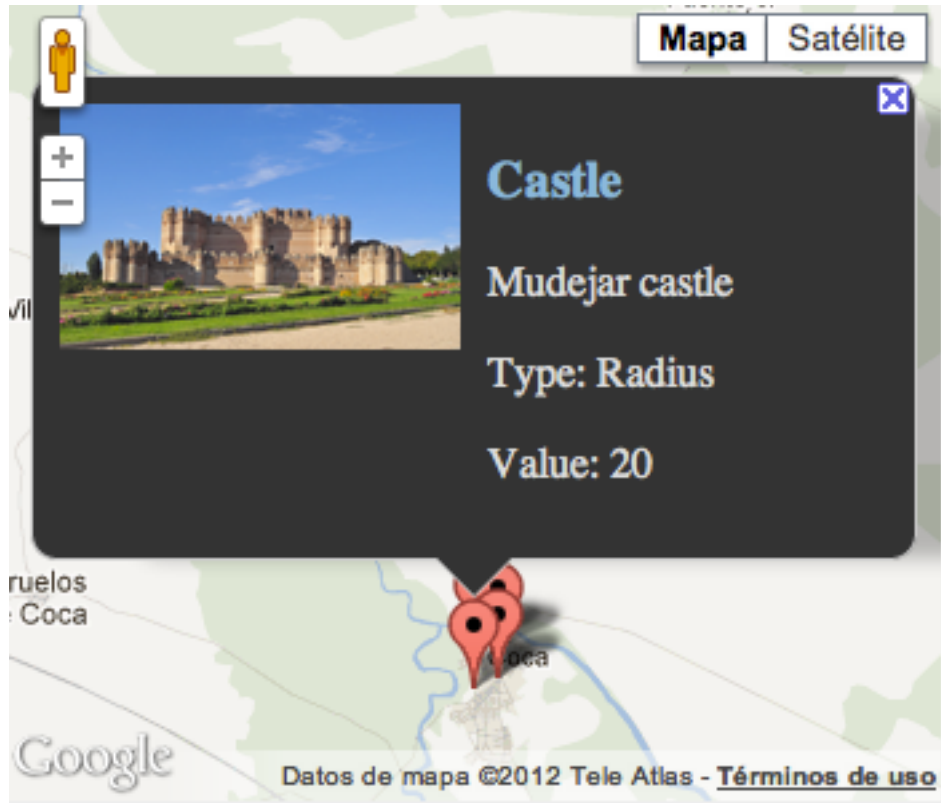 Mapa
Satélite
Castle
Mudejar castle
Type: Radius
Value: 20
ruelos
Coca
Coca
Google
Datos de mapa ©2012 Tele Atlas - Términos de uso